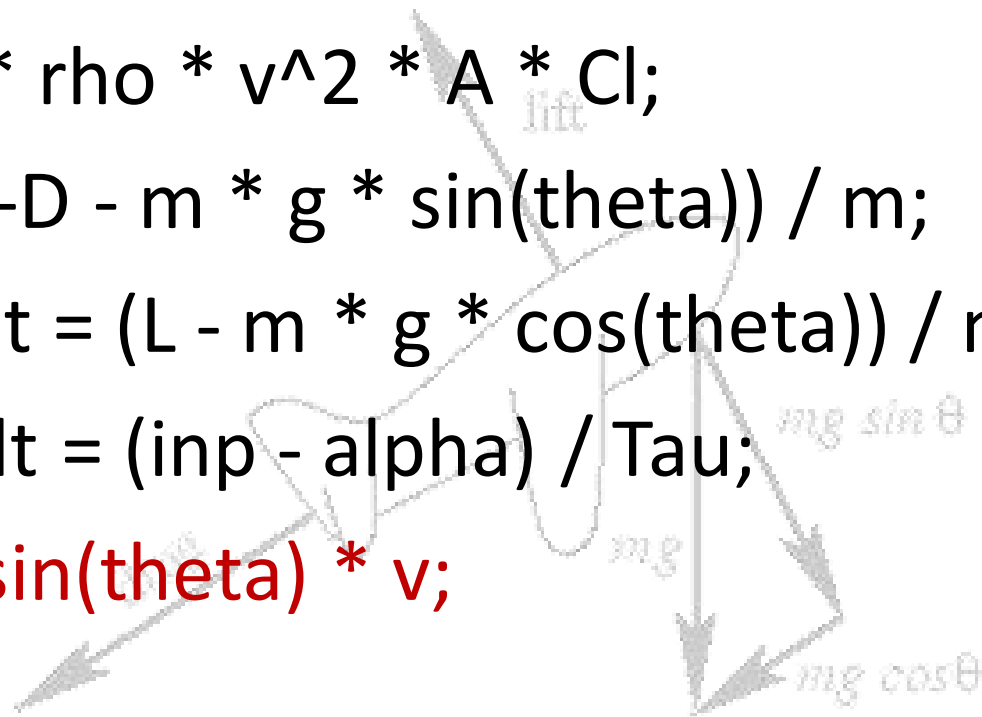 * rho * v^2 * A * Cl;
lift
-D - m * g * sin(theta)) / m;
t = (L - m * g * cos(theta)) / m
mg sin θ
lt = (inp - alpha) / Tau;
mg
sin(theta) * v;
mg cosθ